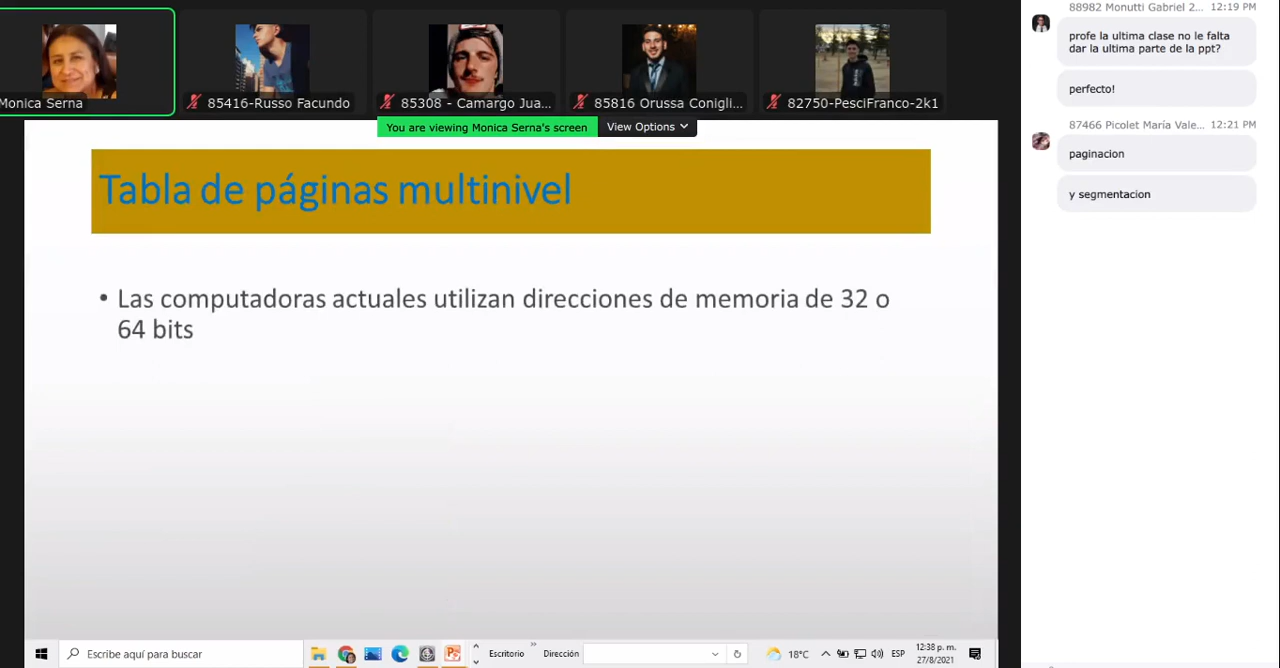 Monica Serna
85416-Russo Facundo
85308 - Camargo Jua...
85816 Orussa Conigli...
82750-PesciFranco-2k1
You are viewing Monica Serna's screen
View Options
Tabla de páginas multinivel
• Las computadoras actuales utilizan direcciones de memoria de 32 o
64 bits
Escribe aquí para buscar
Escritorio
Dirección
18°C
ESP
12:38 p. m.
27/8/2021
88982 Monutti Gabriel 2... 12:19 PM
profe la ultima clase no le falta
dar la ultima parte de la ppt?
perfecto!
87466 Picolet María Vale... 12:21 PM
paginacion
y segmentacion